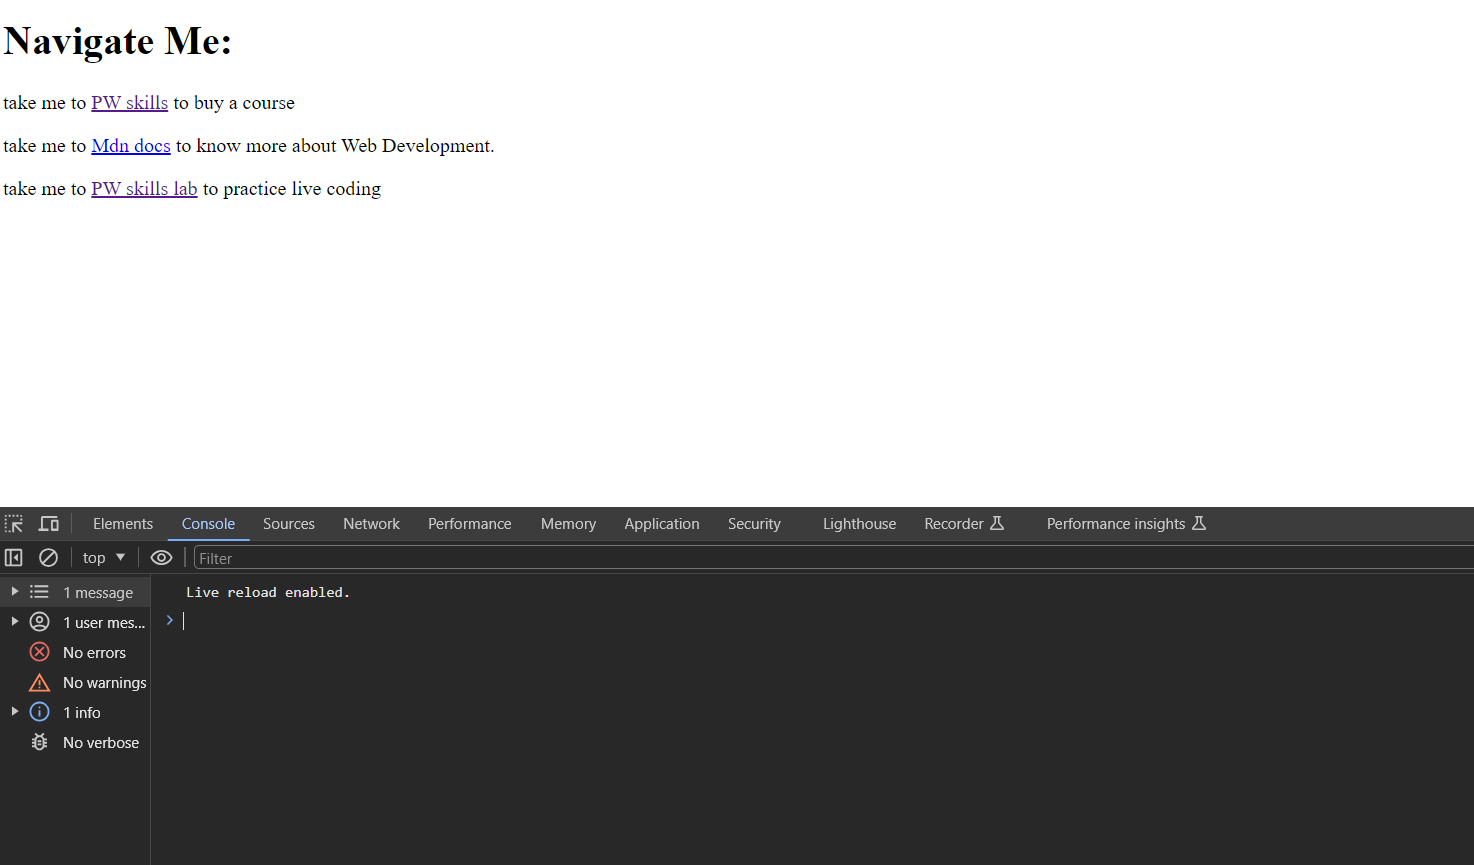 Navigate Me:
take me to PW skills to buy a course
take me to Mdn docs to know more about Web Development.
take me to PW skills lab to practice live coding
Elements Console Sources Network Performance Memory Application Security Lighthouse Recorder Performance insights
top Filter
1 message
1 user mes...
No errors
No warnings
1 info
No verbose
Live reload enabled.